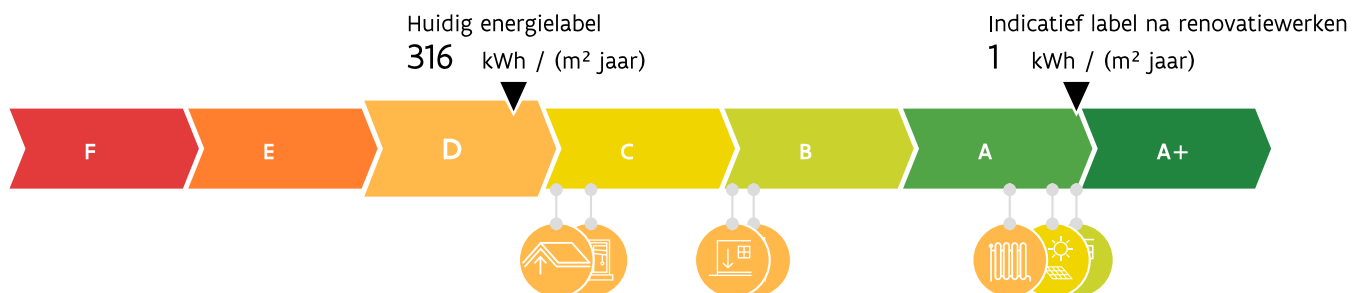 Huidig energielabel
316 kWh / (m² jaar)
Indicatief label na renovatiewerken
1 kWh / (m² jaar)
F E D C B A A+